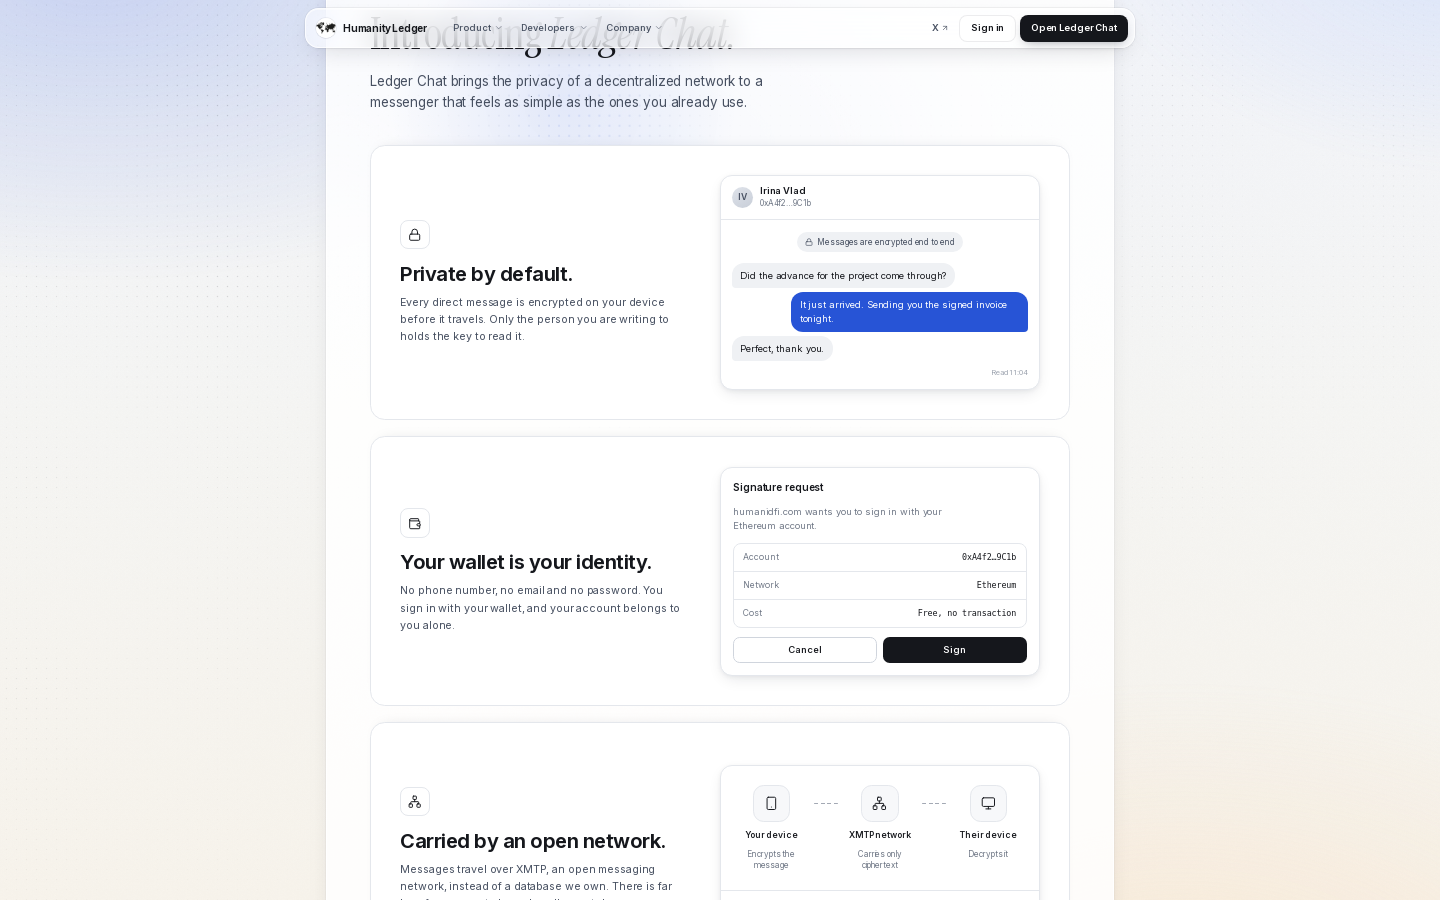 Humanity Ledger
Product
Developers
Company
X
Sign in
Open Ledger Chat
Introducing Ledger Chat.
Ledger Chat brings the privacy of a decentralized network to a
messenger that feels as simple as the ones you already use.
Private by default.
Every direct message is encrypted on your device
before it travels. Only the person you are writing to
holds the key to read it.
IV
Irina Vlad
0xA4f2…9C1b
Messages are encrypted end to end
Did the advance for the project come through?
It just arrived. Sending you the signed invoice
tonight.
Perfect, thank you.
Read 11:04
Your wallet is your identity.
No phone number, no email and no password. You
sign in with your wallet, and your account belongs to
you alone.
Signature request
humanidfi.com wants you to sign in with your
Ethereum account.
Account
0xA4f2…9C1b
Network
Ethereum
Cost
Free, no transaction
Cancel
Sign
Carried by an open network.
Messages travel over XMTP, an open messaging
network, instead of a database we own. There is far
Your device
Encrypts the
message
XMTP network
Carries only
ciphertext
Their device
Decrypts it